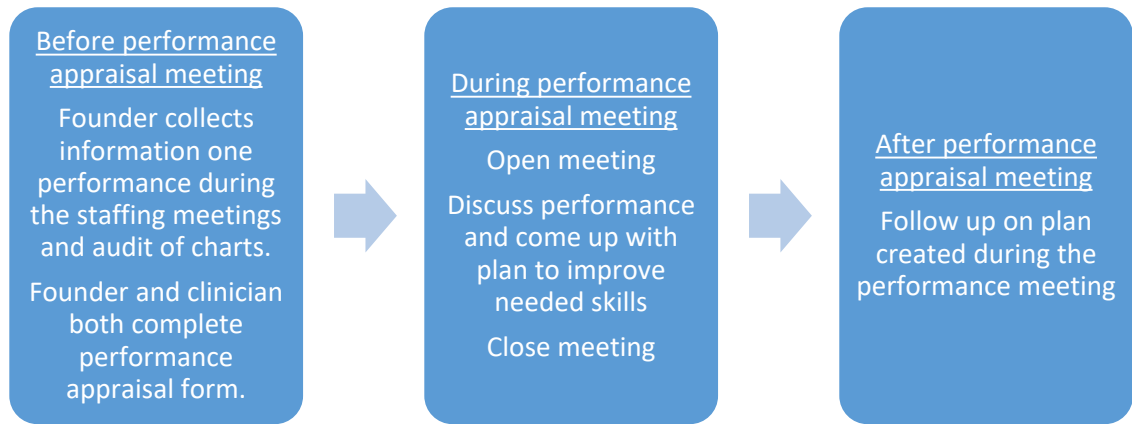 Before performance
appraisal meeting
Founder collects
information one
performance during
the staffing meetings
and audit of charts.
Founder and clinician
both complete
performance
appraisal form.
During performance
appraisal meeting
Open meeting
Discuss performance
and come up with
plan to improve
needed skills
Close meeting
After performance
appraisal meeting
Follow up on plan
created during the
performance meeting